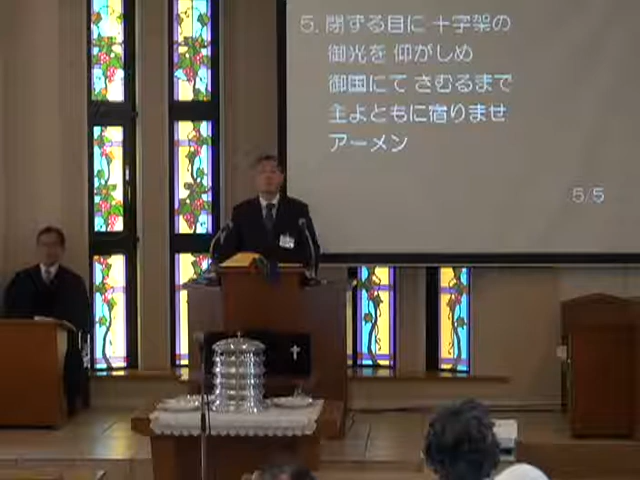 5. 閉ずる目に 十字架の
御光を 仰がしめ
御国にて さむるまで
主よともに宿りませ
アーメン
5/5